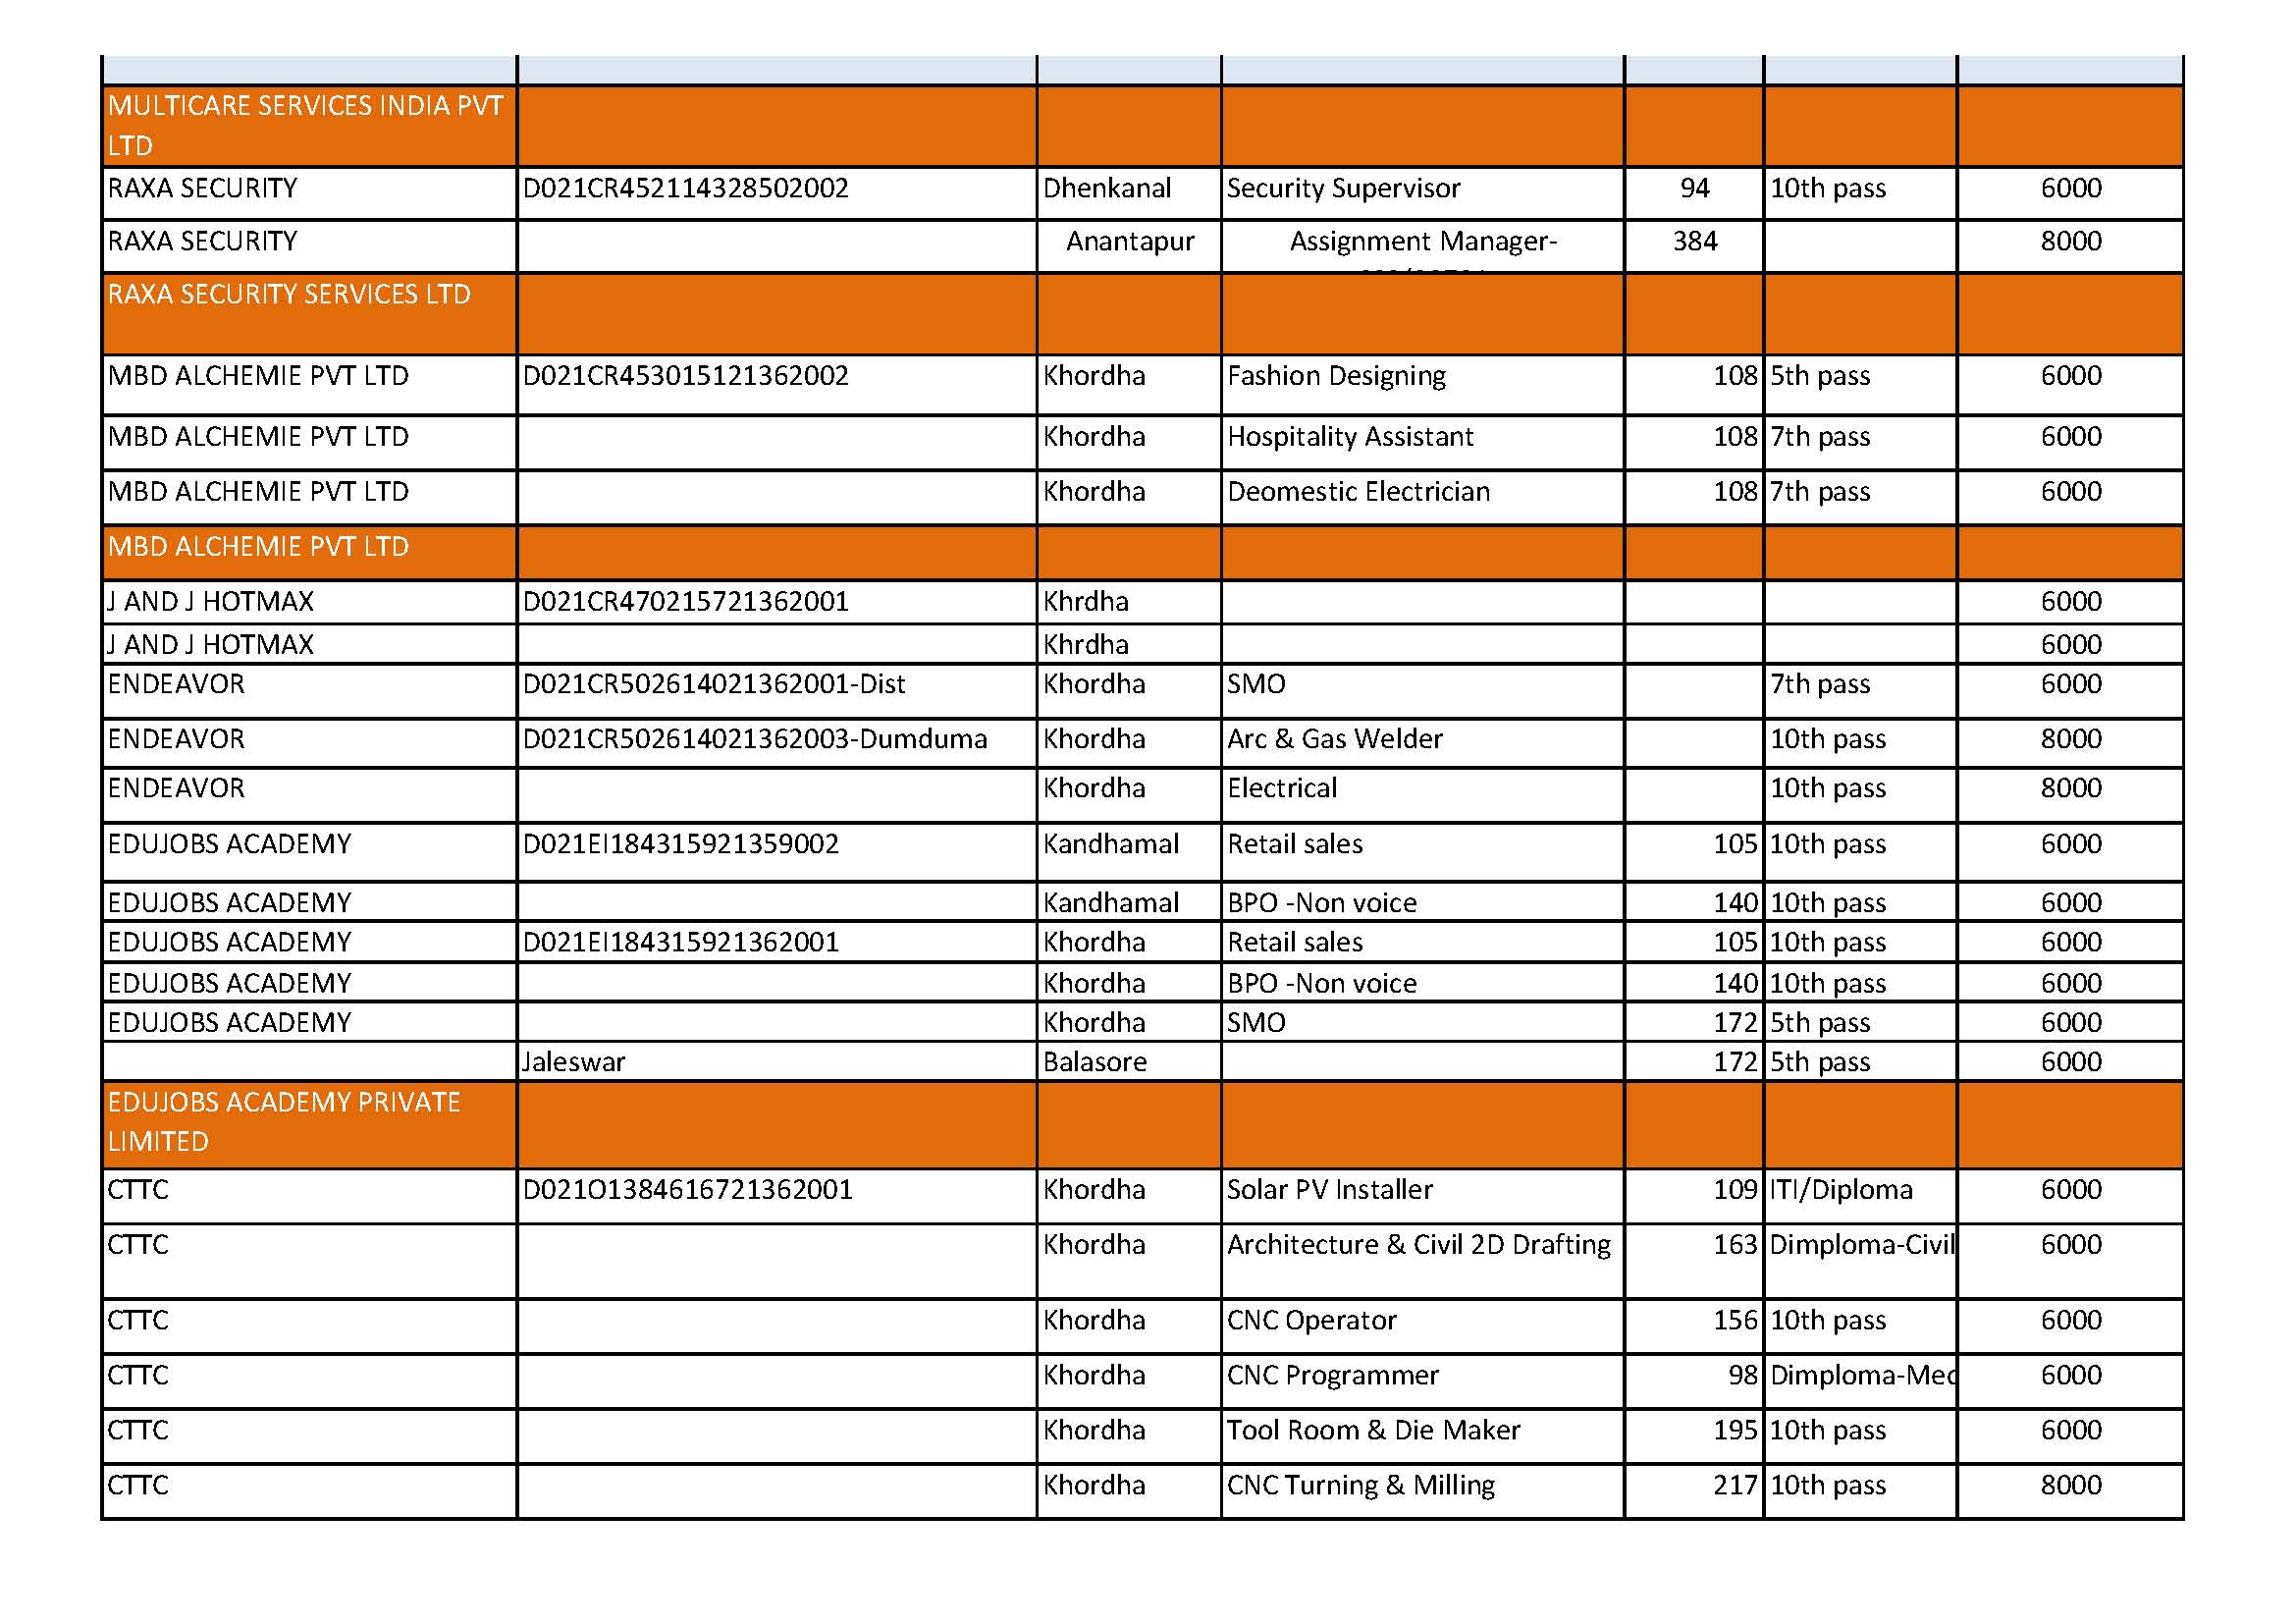 MULTICARE SERVICES INDIA PVT
LTD
RAXA SECURITY D021CR452114328502002 Dhenkanal Security Supervisor 94 10th pass 6000
RAXA SECURITY Anantapur Assignment Manager- 384 8000
RAXA SECURITY SERVICES LTD
MBD ALCHEMIE PVT LTD D021CR453015121362002 Khordha Fashion Designing 108 5th pass 6000
MBD ALCHEMIE PVT LTD Khordha Hospitality Assistant 108 7th pass 6000
MBD ALCHEMIE PVT LTD Khordha Deomestic Electrician 108 7th pass 6000
MBD ALCHEMIE PVT LTD
J AND J HOTMAX D021CR470215721362001 Khrdha 6000
J AND J HOTMAX Khrdha 6000
ENDEAVOR D021CR502614021362001-Dist Khordha SMO 7th pass 6000
ENDEAVOR D021CR502614021362003-Dumduma Khordha Arc & Gas Welder 10th pass 8000
ENDEAVOR Khordha Electrical 10th pass 8000
EDUJOBS ACADEMY D021EI184315921359002 Kandhamal Retail sales 105 10th pass 6000
EDUJOBS ACADEMY Kandhamal BPO -Non voice 140 10th pass 6000
EDUJOBS ACADEMY D021EI184315921362001 Khordha Retail sales 105 10th pass 6000
EDUJOBS ACADEMY Khordha BPO -Non voice 140 10th pass 6000
EDUJOBS ACADEMY Khordha SMO 172 5th pass 6000
Jaleswar Balasore 172 5th pass 6000
EDUJOBS ACADEMY PRIVATE
LIMITED
CTTC D021O1384616721362001 Khordha Solar PV Installer 109 ITI/Diploma 6000
CTTC Khordha Architecture & Civil 2D Drafting 163 Dimploma-Civil 6000
CTTC Khordha CNC Operator 156 10th pass 6000
CTTC Khordha CNC Programmer 98 Dimploma-Mec 6000
CTTC Khordha Tool Room & Die Maker 195 10th pass 6000
CTTC Khordha CNC Turning & Milling 217 10th pass 8000